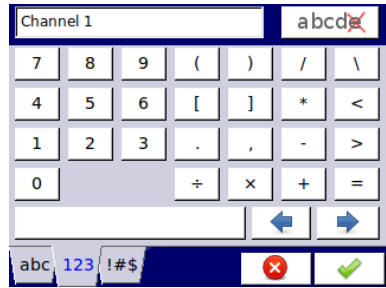 Channel 1 abcde
7 8 9 ( ) / \
4 5 6 [ ] * <
1 2 3 . , - >
0 ÷ × + =
abc 123 !#$